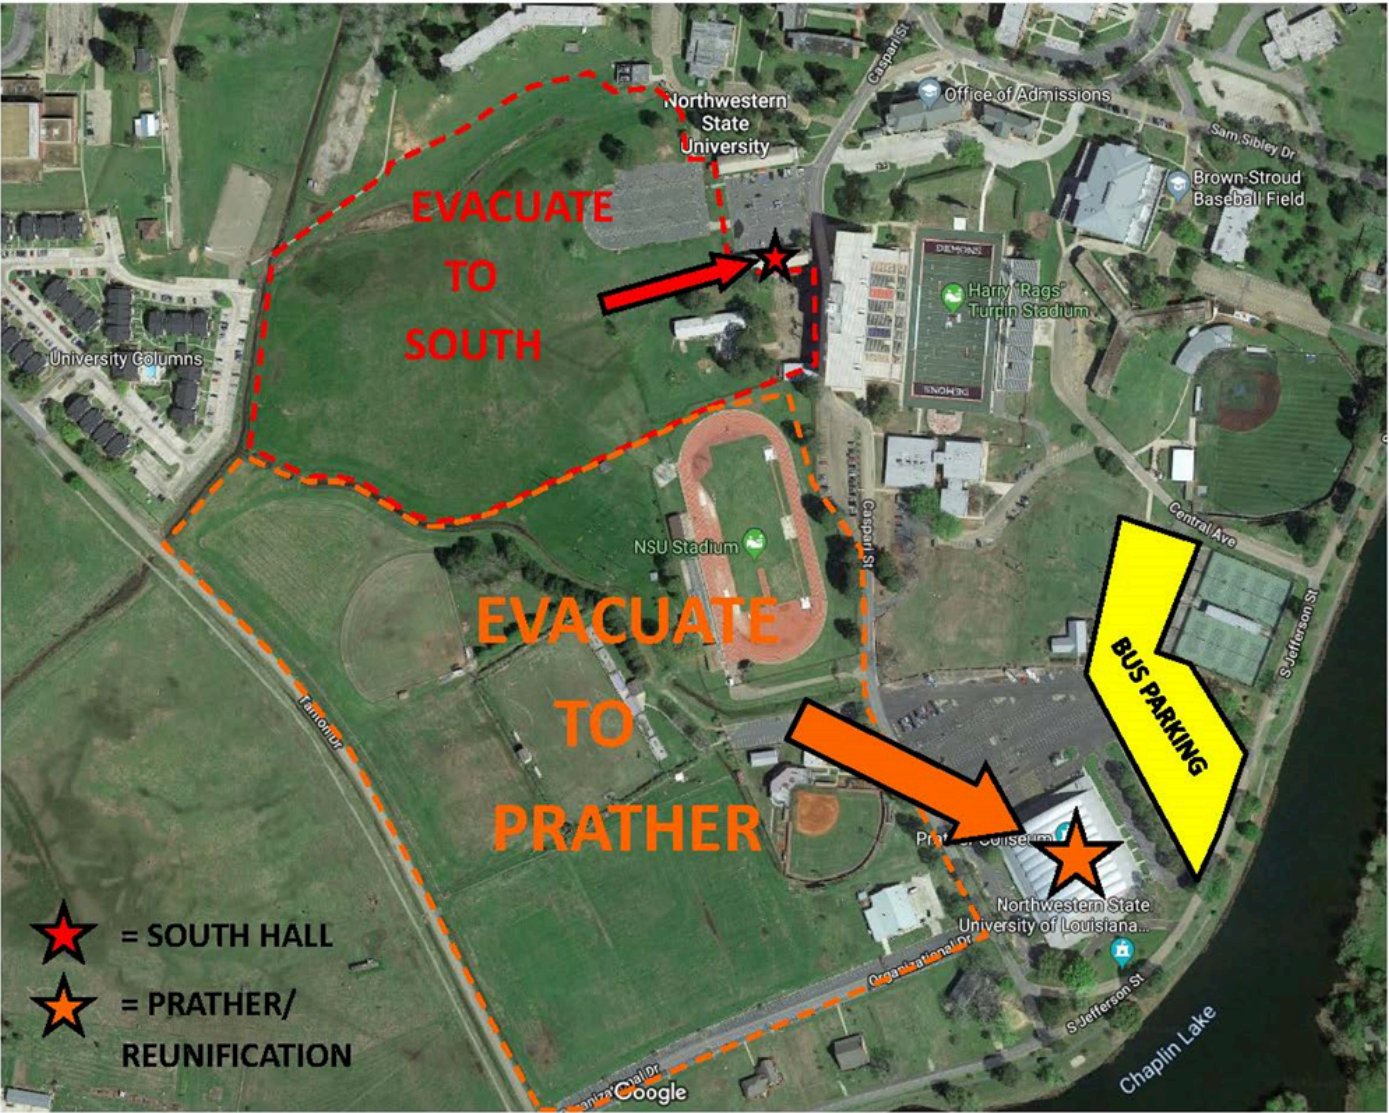 Caspari St
Office of Admissions
Northwestern
State
University
Sam Sibley Dr
Brown-Stroud
Baseball Field
EVACUATE
TO
SOUTH
DEMONS
Harry "Rags"
Turpin Stadium
DEMONS
University Columns
Caspari St
Central Ave
NSU Stadium
S Jefferson St
EVACUATE
TO
PRATHER
BUS PARKING
Tarlton Dr
Coliseum
Northwestern State
University of Louisiana...
Organizational Dr
S Jefferson St
Chaplin Lake
= SOUTH HALL
= PRATHER/
REUNIFICATION
Google